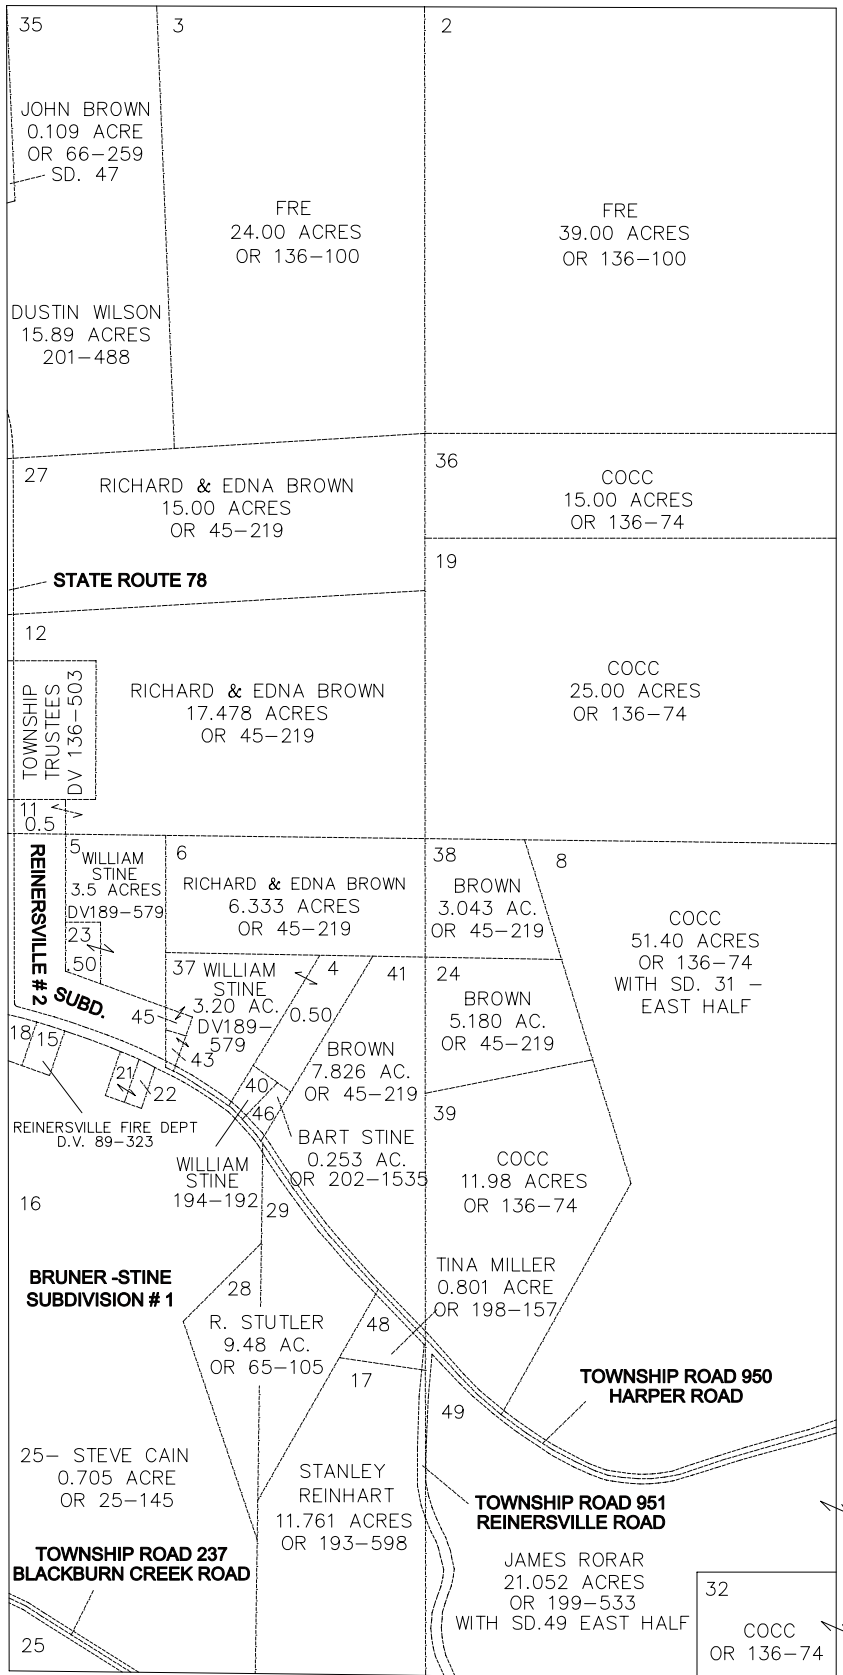 35
3
2
JOHN BROWN
0.109 ACRE
OR 66-259
SD. 47
FRE
24.00 ACRES
OR 136-100
FRE
39.00 ACRES
OR 136-100
DUSTIN WILSON
15.89 ACRES
201-488
27
RICHARD & EDNA BROWN
15.00 ACRES
OR 45-219
36
COCC
15.00 ACRES
OR 136-74
STATE ROUTE 78
19
COCC
25.00 ACRES
OR 136-74
12
RICHARD & EDNA BROWN
17.478 ACRES
OR 45-219
TOWNSHIP
TRUSTEES
DV 136-503
11
0.5
REINERSVILLE # 2
SUBD.
5
WILLIAM
STINE
3.5 ACRES
DV189-579
23
.50
6
RICHARD & EDNA BROWN
6.333 ACRES
OR 45-219
38
BROWN
3.043 AC.
OR 45-219
8
COCC
51.40 ACRES
OR 136-74
WITH SD. 31 -
EAST HALF
37
WILLIAM
STINE
3.20 AC.
DV189-
579
4
0.50
41
BROWN
7.826 AC.
OR 45-219
24
BROWN
5.180 AC.
OR 45-219
45
43
18
15
21
22
40
46
REINERSVILLE FIRE DEPT
D.V. 89-323
WILLIAM
STINE
194-192
BART STINE
0.253 AC.
OR 202-1535
39
COCC
11.98 ACRES
OR 136-74
16
29
BRUNER -STINE
SUBDIVISION # 1
28
R. STUTLER
9.48 AC.
OR 65-105
48
TINA MILLER
0.801 ACRE
OR 198-157
17
49
TOWNSHIP ROAD 950
HARPER ROAD
25- STEVE CAIN
0.705 ACRE
OR 25-145
STANLEY
REINHART
11.761 ACRES
OR 193-598
TOWNSHIP ROAD 951
REINERSVILLE ROAD
TOWNSHIP ROAD 237
BLACKBURN CREEK ROAD
JAMES RORAR
21.052 ACRES
OR 199-533
WITH SD.49 EAST HALF
32
COCC
OR 136-74
25